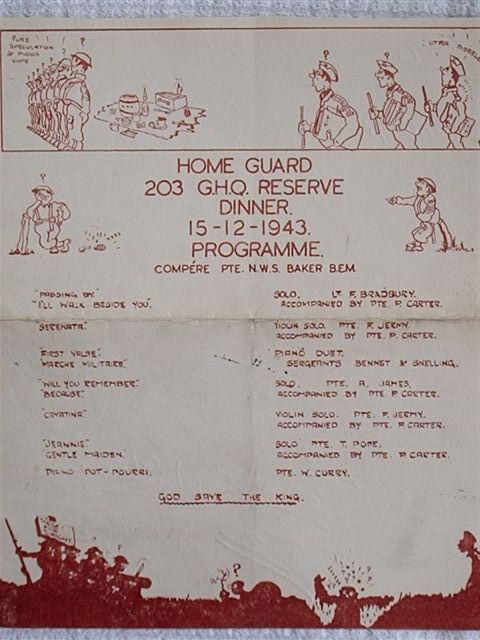 PURE
SPECULATION
& PIOUS
HOPE
UTTER
HOME GUARD
203 G.H.Q. RESERVE
DINNER.
15-12-1943.
PROGRAMME.
COMPÉRE PTE. N.W.S. BAKER B.E.M.
"PASSING BY." SOLO. LT F. BRADBURY.
"I'LL WALK BESIDE YOU". ACCOMPANIED BY PTE. P. CARTER.
SERENATA." VIOLIN SOLO. PTE. F. JERMY.
ACCOMPANIED BY PTE. P. CARTER.
"FIRST VALSE." PIANO DUET.
MARCHE MILITAIRE." SERGEANTS BENNET & SNELLING.
"WILL YOU REMEMBER." SOLO. PTE. A. JAMES.
BECAUSE". ACCOMPANIED BY PTE P. CARTER.
"CAVATINA" VIOLIN SOLO. PTE. F. JERMY.
ACCOMPANIED BY PTE. P. CARTER.
"JEANNIE". SOLO PTE. T. POPE.
"GENTLE MAIDEN." ACCOMPANIED BY PTE. P. CARTER.
PIANO POT-POURRI. PTE. W. CURRY.
GOD SAVE THE KING.